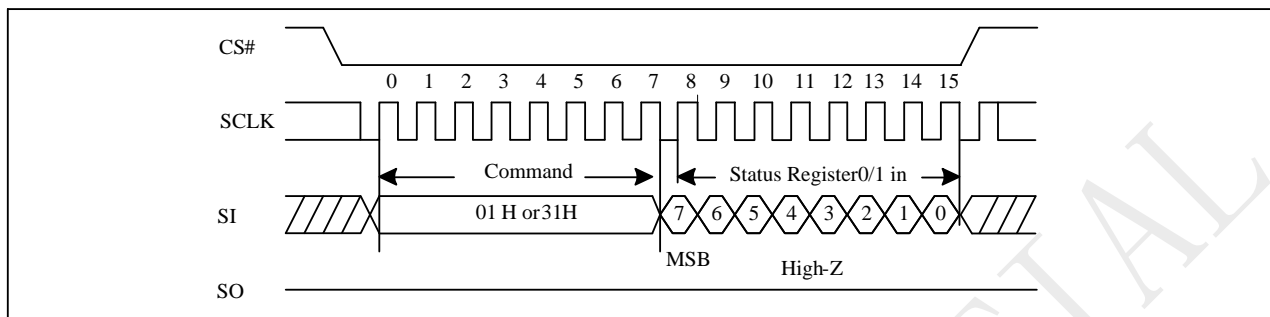 CS#
0 1 2 3 4 5 6 7 8 9 10 11 12 13 14 15
SCLK
Command Status Register0/1 in
SI 01 H or31H 7 6 5 4 3 2 1 0
MSB High-Z
SO